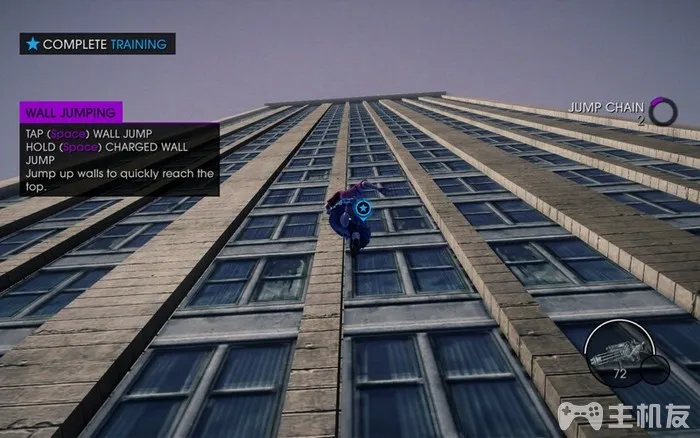 COMPLETE TRAINING
WALL JUMPING
TAP (Space) WALL JUMP
HOLD (Space) CHARGED WALL
JUMP
Jump up walls to quickly reach the
top.
JUMP CHAIN
2
72
主机友